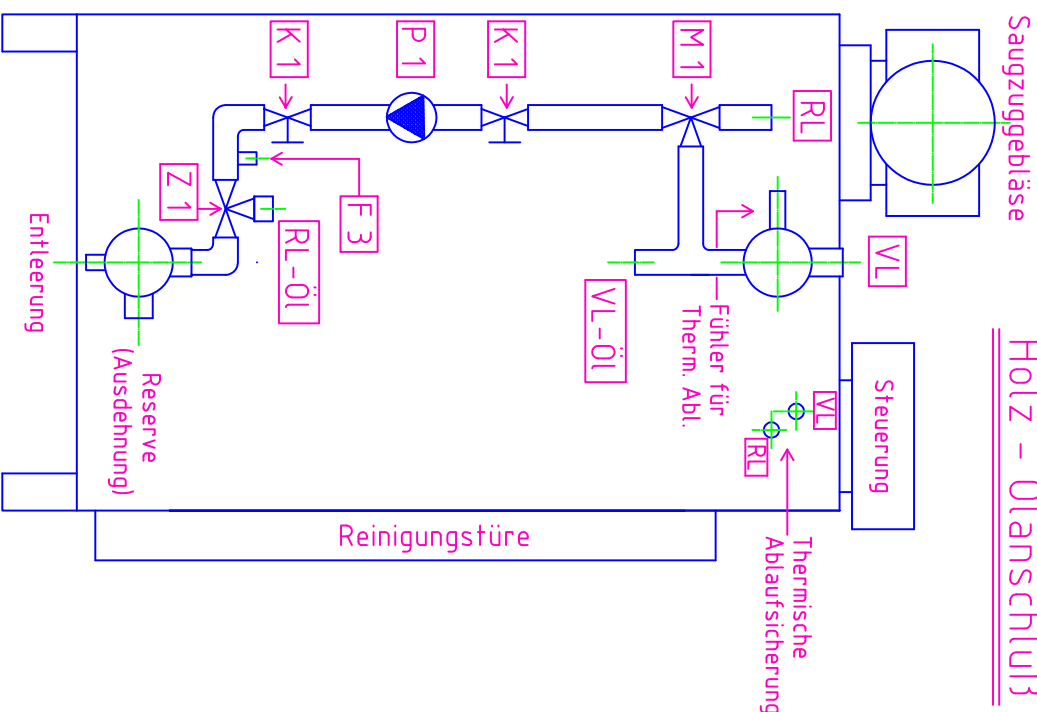 Holz - Ölanschluß
Saugzuggebläse
Steuerung
VL
RL
M 1
K 1
P 1
K 1
VL
RL
Thermische
Ablaufsicherung
Fühler für
Therm. Abl.
VL-Öl
F 3
RL-Öl
Z 1
Reserve
(Ausdehnung)
Entleerung
Reinigungstüre